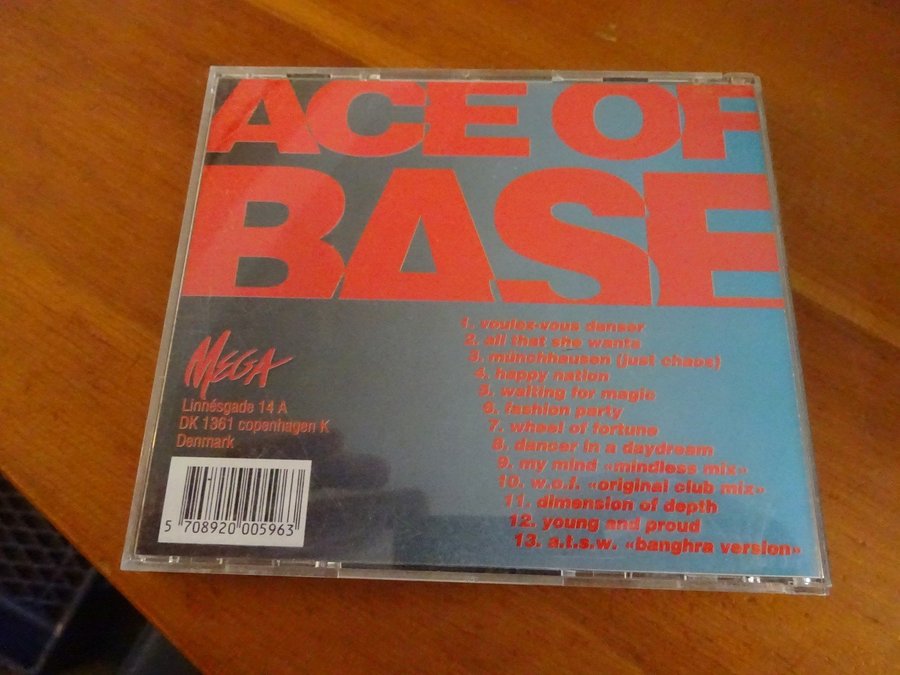 ACE OF
BASE
MEGA
Linnésgade 14 A
DK 1361 copenhagen K
Denmark
5 708920 005963
1. voulez-vous danser
2. all that she wants
3. münchhausen (just chaos)
4. happy nation
5. waiting for magic
6. fashion party
7. wheel of fortune
8. dancer in a daydream
9. my mind «mindless mix»
10. w.o.f. «original club mix»
11. dimension of depth
12. young and proud
13. a.t.s.w. «banghra version»